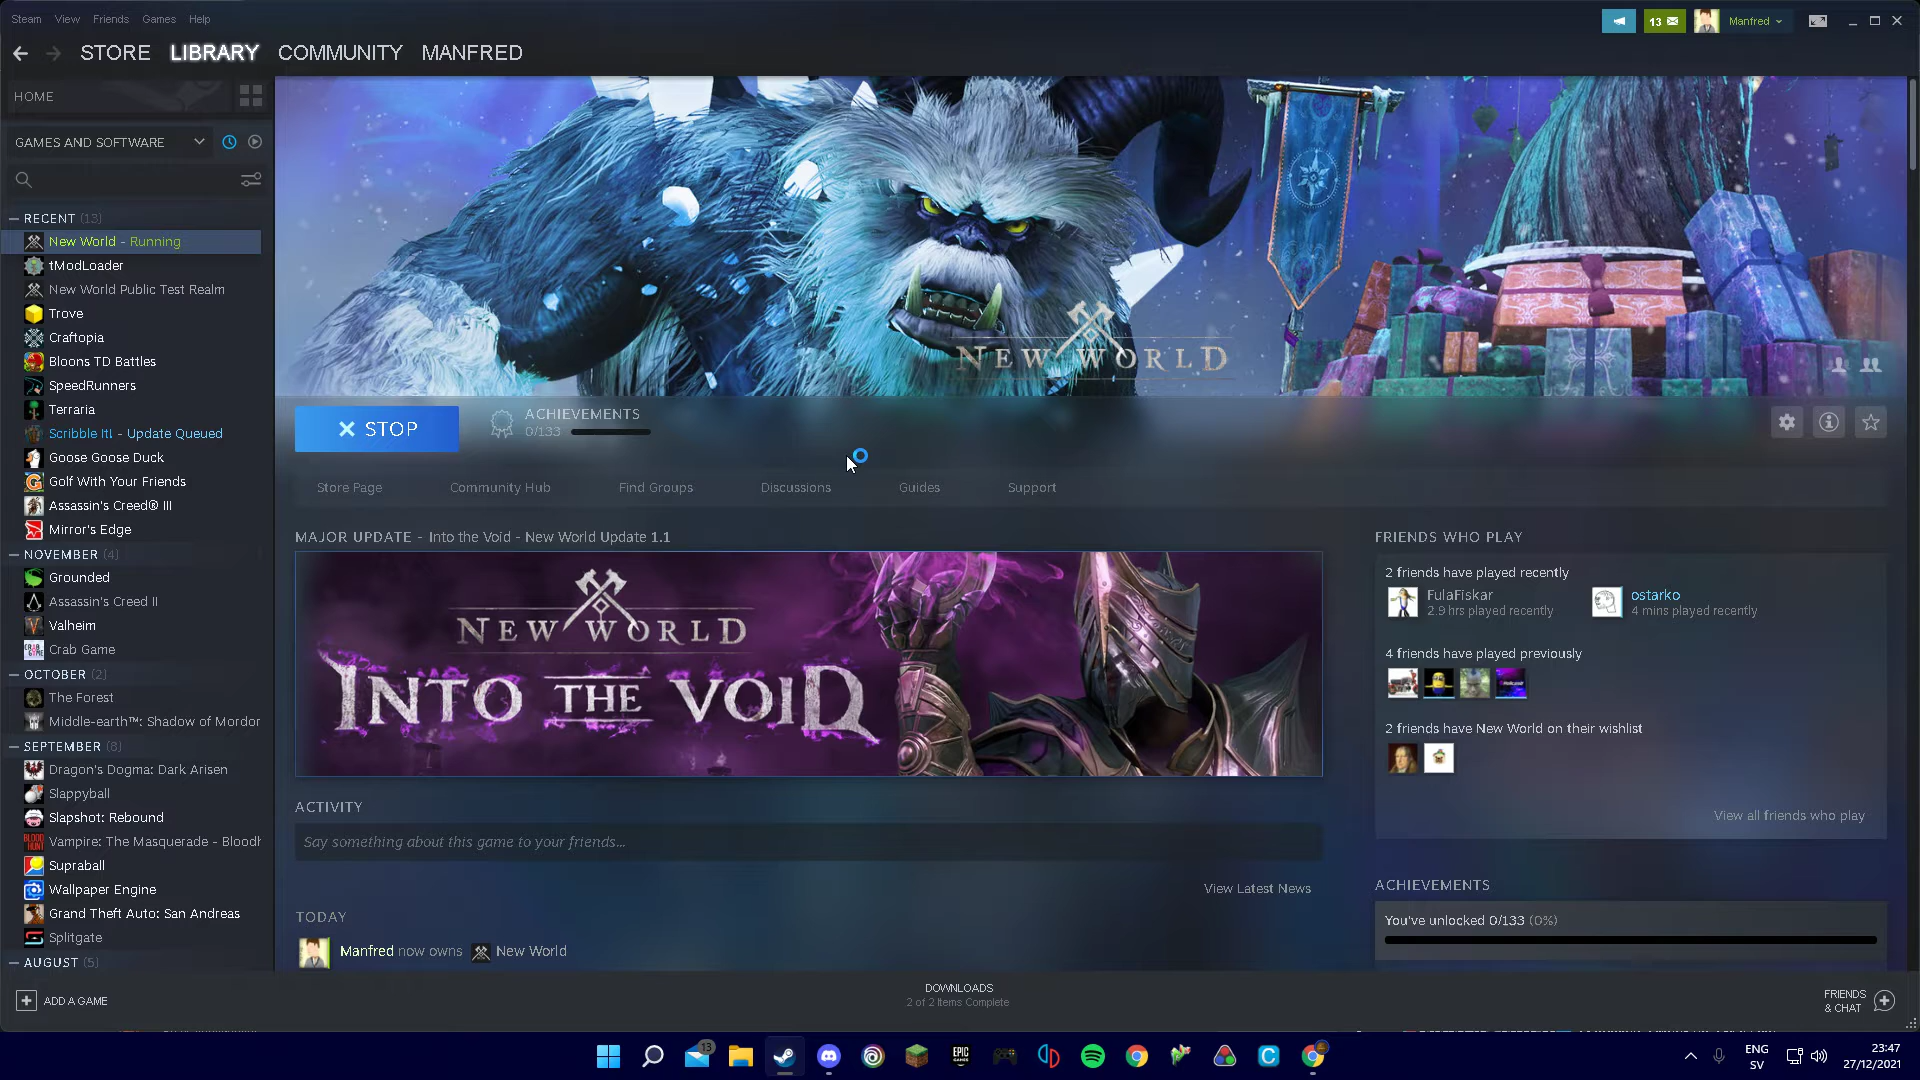 Steam View Friends Games Help
13 Manfred
STORE LIBRARY COMMUNITY MANFRED
HOME
GAMES AND SOFTWARE
— RECENT (13)
New World - Running
tModLoader
New World Public Test Realm
Trove
Craftopia
Bloons TD Battles
SpeedRunners
Terraria
Scribble It! - Update Queued
Goose Goose Duck
Golf With Your Friends
Assassin's Creed® III
Mirror's Edge
— NOVEMBER (4)
Grounded
Assassin's Creed II
Valheim
Crab Game
— OCTOBER (2)
The Forest
Middle-earth™: Shadow of Mordor
— SEPTEMBER (8)
Dragon's Dogma: Dark Arisen
Slappyball
Slapshot: Rebound
Vampire: The Masquerade - Bloodh
Supraball
Wallpaper Engine
Grand Theft Auto: San Andreas
Splitgate
— AUGUST (5)
ADD A GAME
NEW WORLD
STOP
ACHIEVEMENTS
0/133
Store Page Community Hub Find Groups Discussions Guides Support
MAJOR UPDATE - Into the Void - New World Update 1.1
NEW WORLD
INTO THE VOID
ACTIVITY
Say something about this game to your friends...
View Latest News
TODAY
Manfred now owns New World
FRIENDS WHO PLAY
2 friends have played recently
FulaFiskar
2.9 hrs played recently
ostarko
4 mins played recently
4 friends have played previously
2 friends have New World on their wishlist
View all friends who play
ACHIEVEMENTS
You've unlocked 0/133 (0%)
DOWNLOADS
2 of 2 Items Complete
FRIENDS
& CHAT
13
EPIC
GAMES
ENG
SV
23:47
27/12/2021